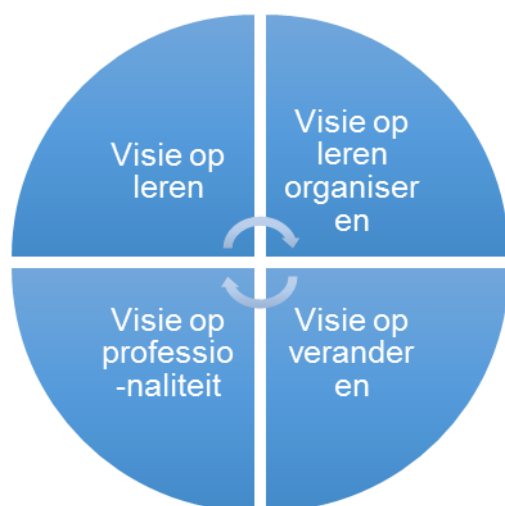 Visie op
leren
Visie op
leren
organiser
en
Visie op
professio
-naliteit
Visie op
verander
en